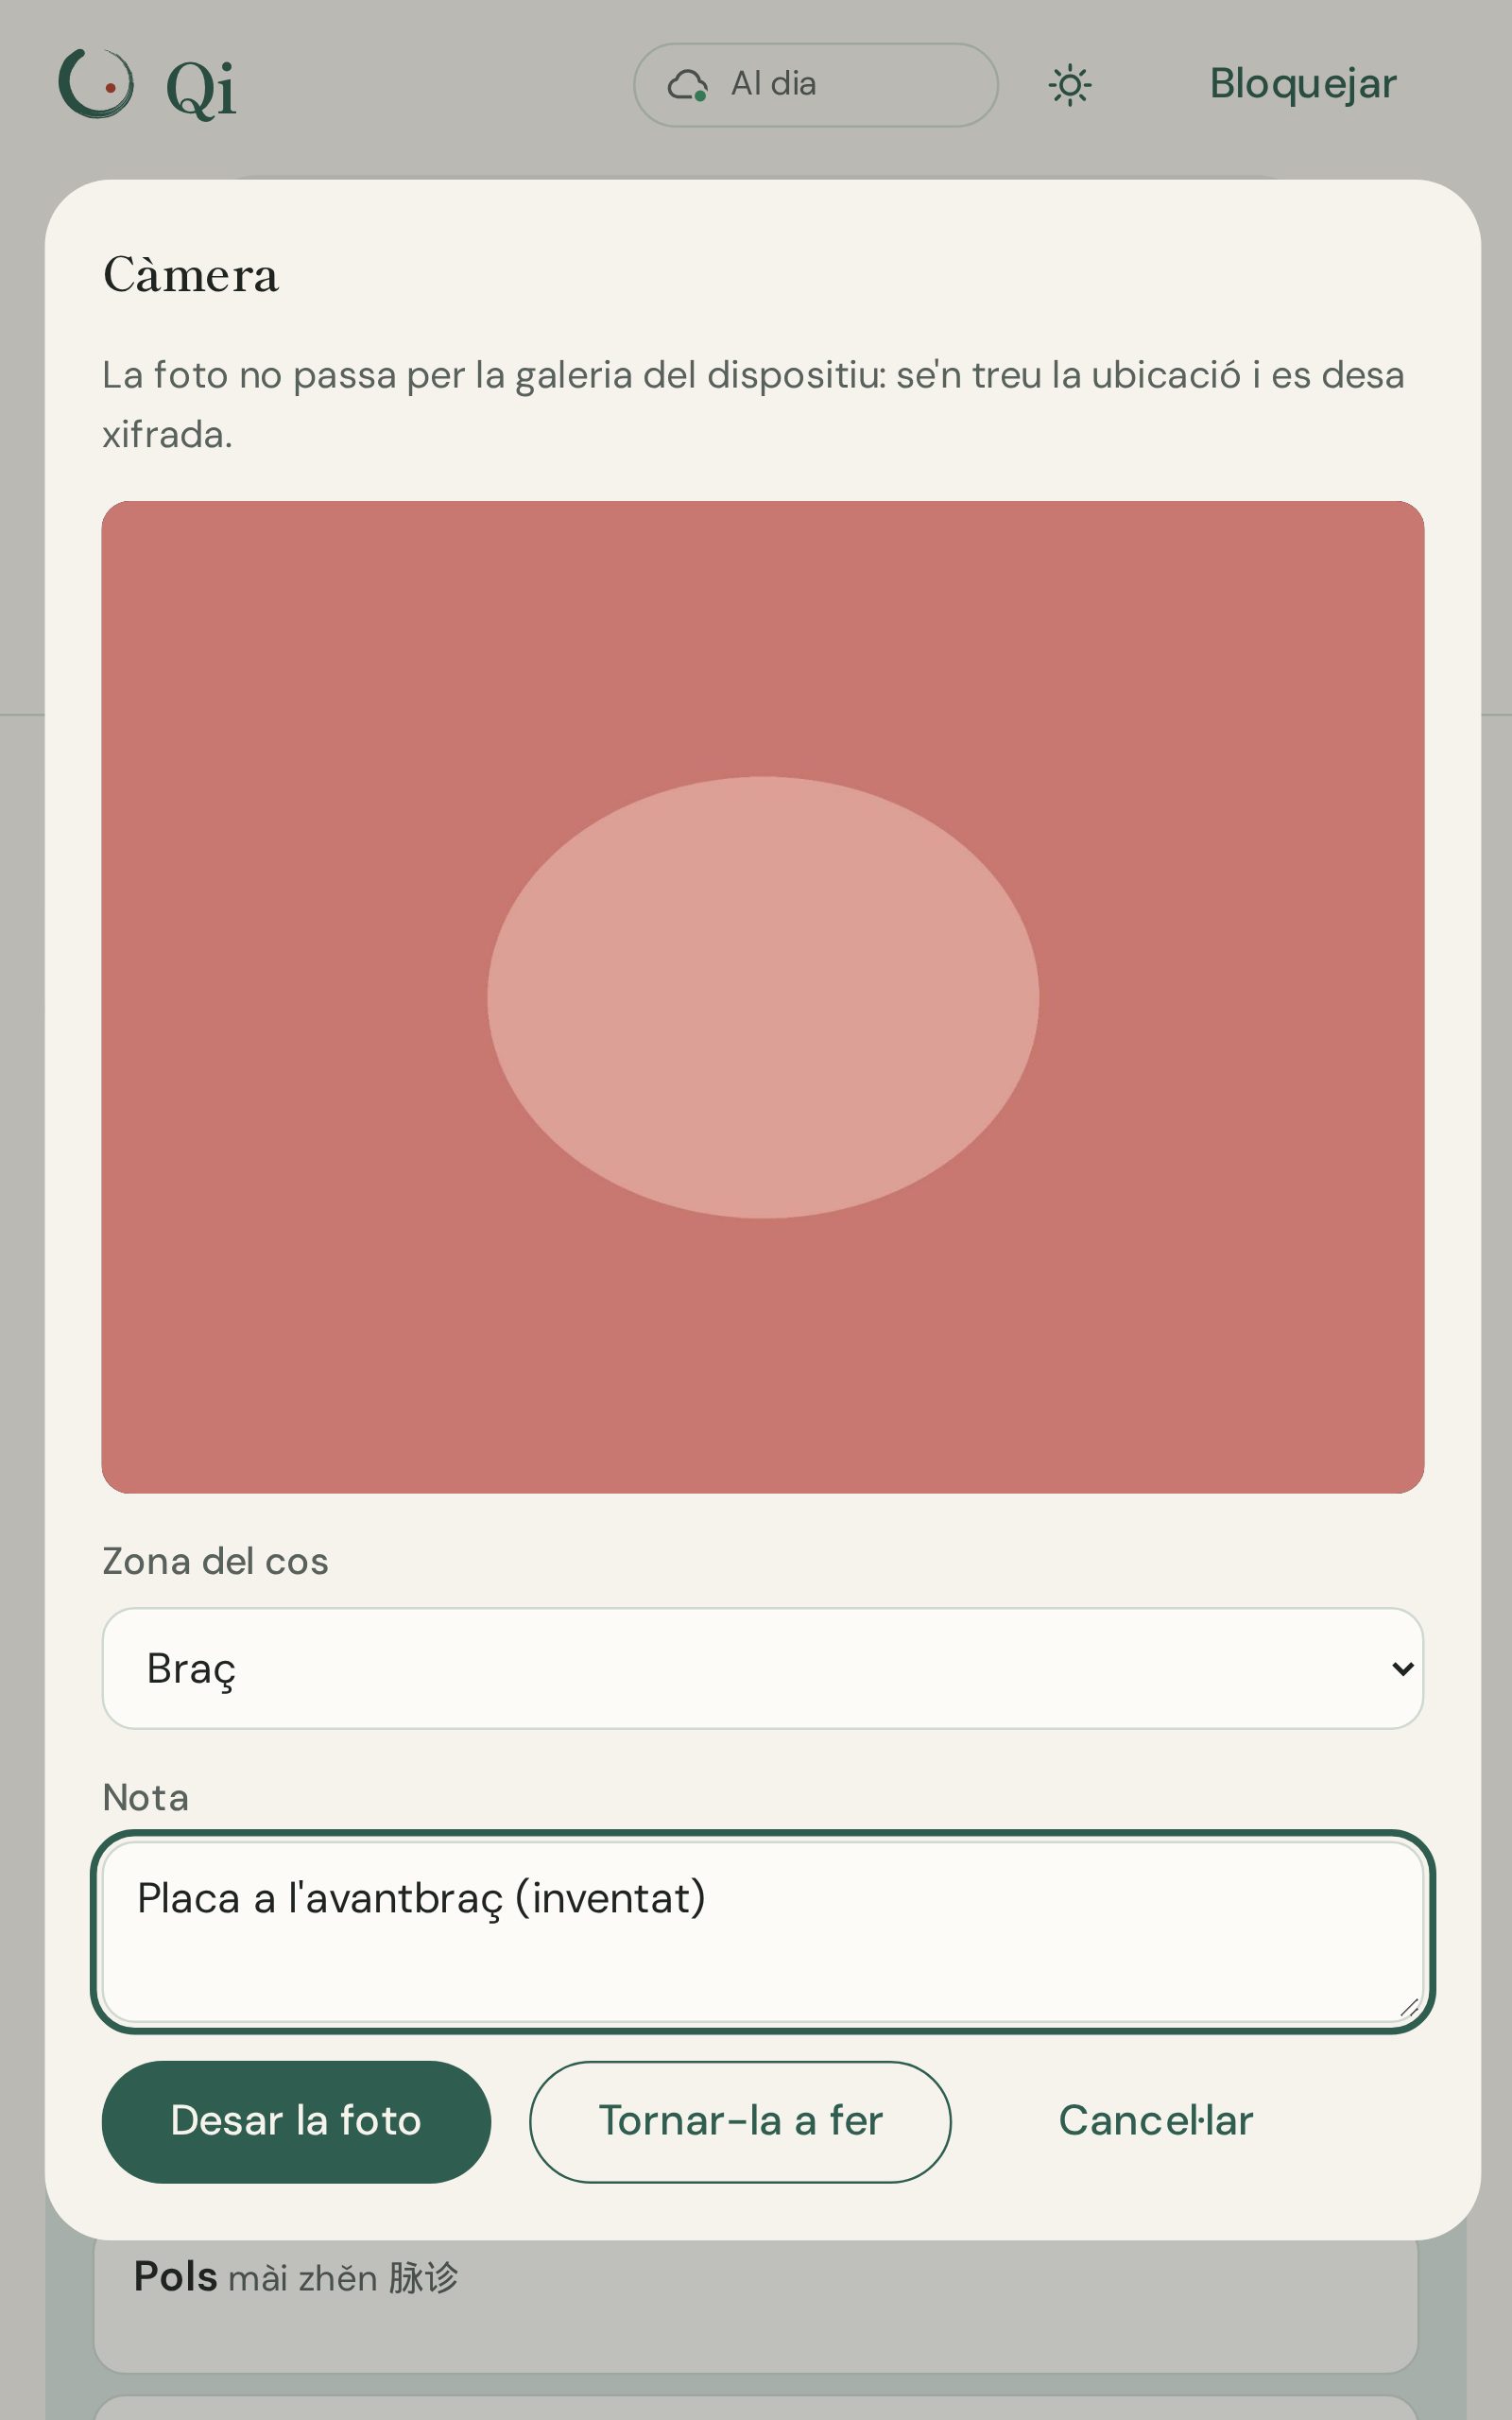 Qi
Al dia
Bloquejar
Càmera
La foto no passa per la galeria del dispositiu: se'n treu la ubicació i es desa
xifrada.
Zona del cos
Braç
Nota
Placa a l'avantbraç (inventat)
Desar la foto
Tornar-la a fer
Cancel·lar
Pols mài zhěn 脉诊